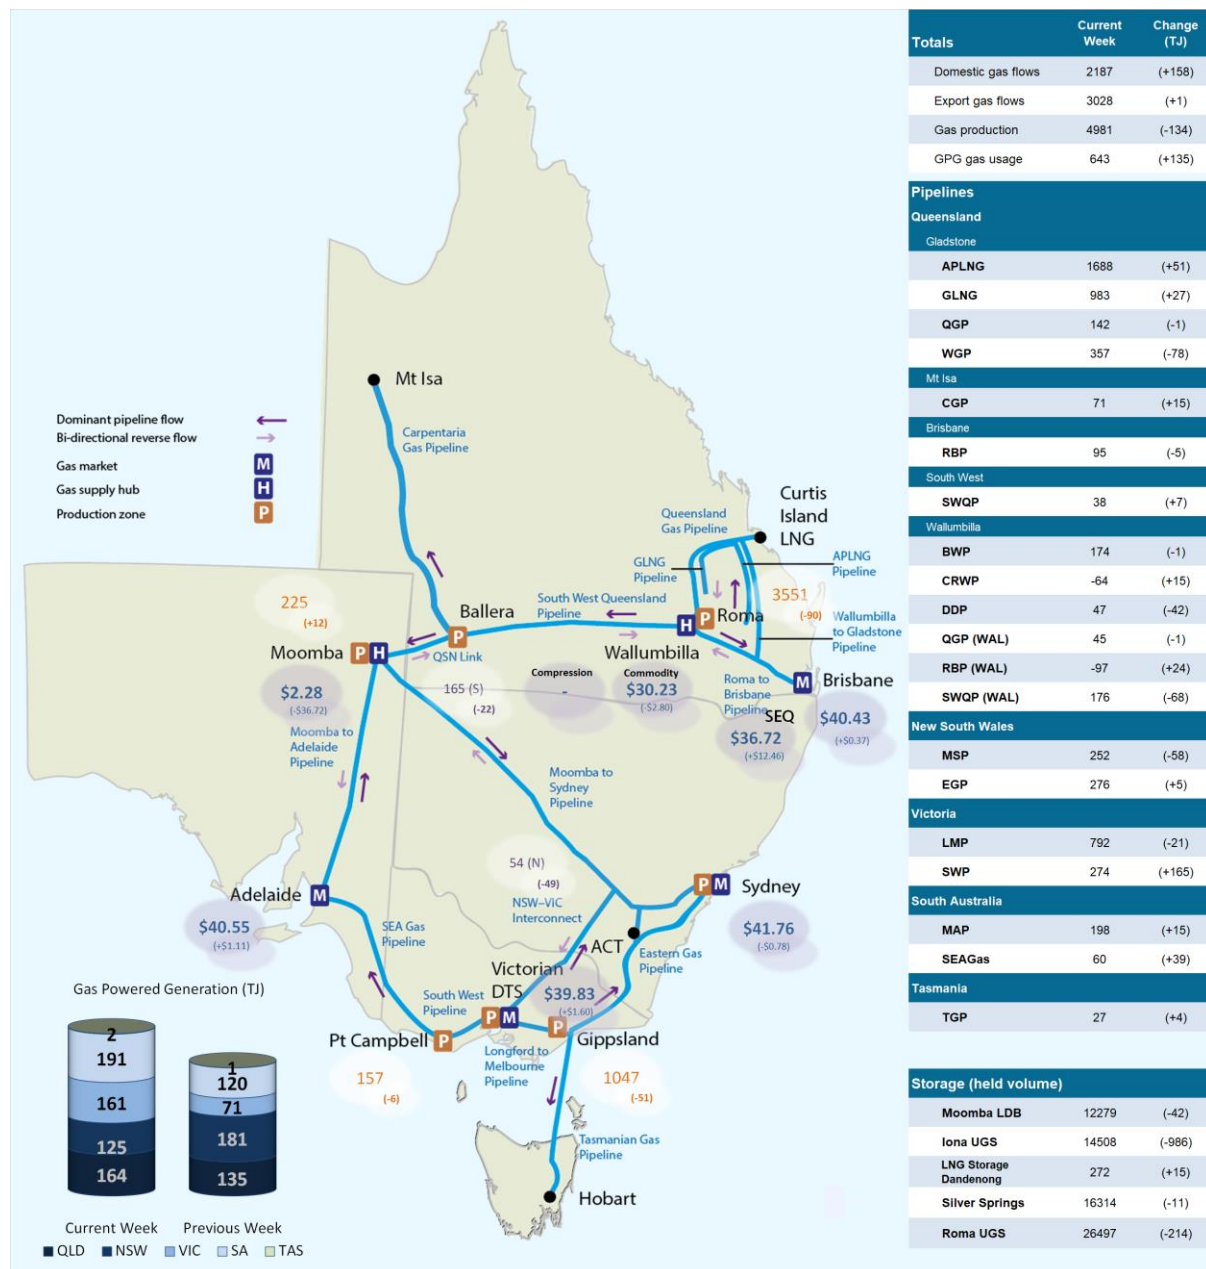 Mt Isa
Dominant pipeline flow
Bi-directional reverse flow
Gas market
M
Gas supply hub
H
Production zone
P
Carpentaria
Gas Pipeline
Curtis
Island
LNG
Queensland
Gas Pipeline
GLNG
Pipeline
APLNG
Pipeline
225
(+12)
Ballera
South West Queensland
Pipeline
3551
(-90)
Roma
Wallumbilla
to Gladstone
Pipeline
Moomba
P H
P
QSN Link
H P
Wallumbilla
$2.28
(-$36.72)
165 (S)
(-22)
Compression
-
Commodity
$30.23
(-$2.80)
Roma to
Brisbane
Pipeline
M
Brisbane
SEQ
$36.72
(+$12.46)
$40.43
(+$0.37)
Moomba to
Adelaide
Pipeline
Moomba to
Sydney
Pipeline
54 (N)
(-49)
NSW–VIC
Interconnect
Adelaide
M
P M
Sydney
$40.55
(+$1.11)
SEA Gas
Pipeline
ACT
Eastern Gas
Pipeline
$41.76
(-$0.78)
Victorian
DTS
$39.83
(+$1.60)
South West
Pipeline
P M
P
Gippsland
Pt Campbell
P
Longford to
Melbourne
Pipeline
157
(-6)
1047
(-51)
Tasmanian Gas
Pipeline
Hobart
Gas Powered Generation (TJ)
2
191
161
125
164
1
120
71
181
135
Current Week Previous Week
QLD NSW VIC SA TAS
Totals Current Week Change (TJ)
Domestic gas flows 2187 (+158)
Export gas flows 3028 (+1)
Gas production 4981 (-134)
GPG gas usage 643 (+135)
Pipelines
Queensland
Gladstone
APLNG 1688 (+51)
GLNG 983 (+27)
QGP 142 (-1)
WGP 357 (-78)
Mt Isa
CGP 71 (+15)
Brisbane
RBP 95 (-5)
South West
SWQP 38 (+7)
Wallumbilla
BWP 174 (-1)
CRWP -64 (+15)
DDP 47 (-42)
QGP (WAL) 45 (-1)
RBP (WAL) -97 (+24)
SWQP (WAL) 176 (-68)
New South Wales
MSP 252 (-58)
EGP 276 (+5)
Victoria
LMP 792 (-21)
SWP 274 (+165)
South Australia
MAP 198 (+15)
SEAGas 60 (+39)
Tasmania
TGP 27 (+4)
Storage (held volume)
Moomba LDB 12279 (-42)
Iona UGS 14508 (-986)
LNG Storage Dandenong 272 (+15)
Silver Springs 16314 (-11)
Roma UGS 26497 (-214)